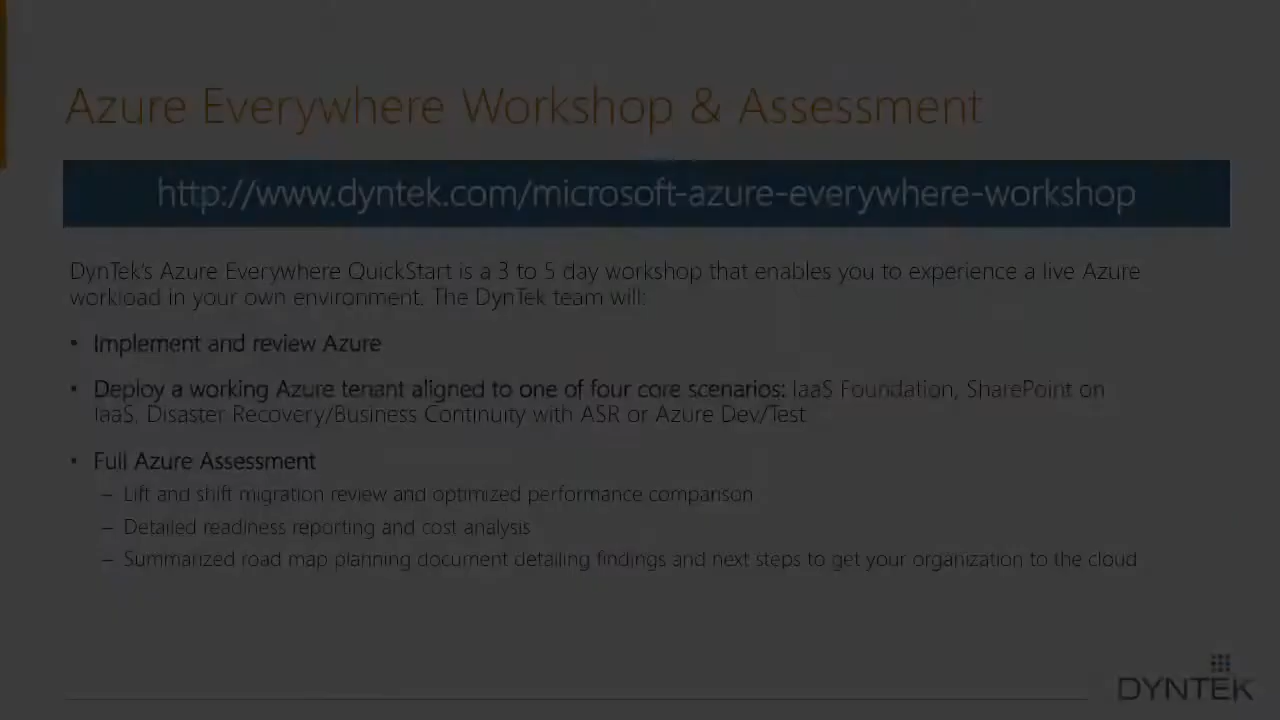 Azure Everywhere Workshop & Assessment
http://www.dyntek.com/microsoft-azure-everywhere-workshop
DynTek's Azure Everywhere QuickStart is a 3 to 5 day workshop that enables you to experience a live Azure
workload in your own environment. The DynTek team will:
• Implement and review Azure
• Deploy a working Azure tenant aligned to one of four core scenarios: IaaS Foundation, SharePoint on
IaaS, Disaster Recovery/Business Continuity with ASR or Azure Dev/Test
• Full Azure Assessment
– Lift and shift migration review and optimized performance comparison
– Detailed readiness reporting and cost analysis
– Summarized road map planning document detailing findings and next steps to get your organization to the cloud
DYNTEK